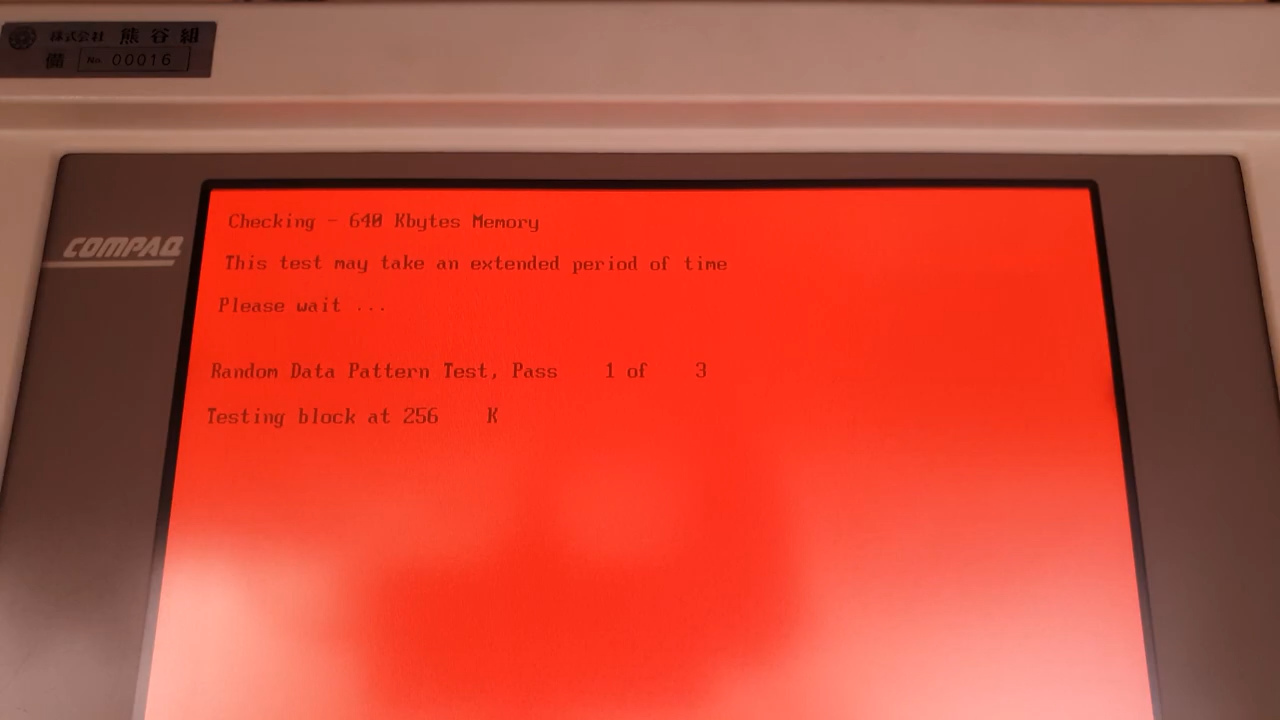 株式会社 熊谷組
備 No. 00016
COMPAQ
Checking - 640 Kbytes Memory
This test may take an extended period of time
Please wait ...
Random Data Pattern Test, Pass 1 of 3
Testing block at 256 K